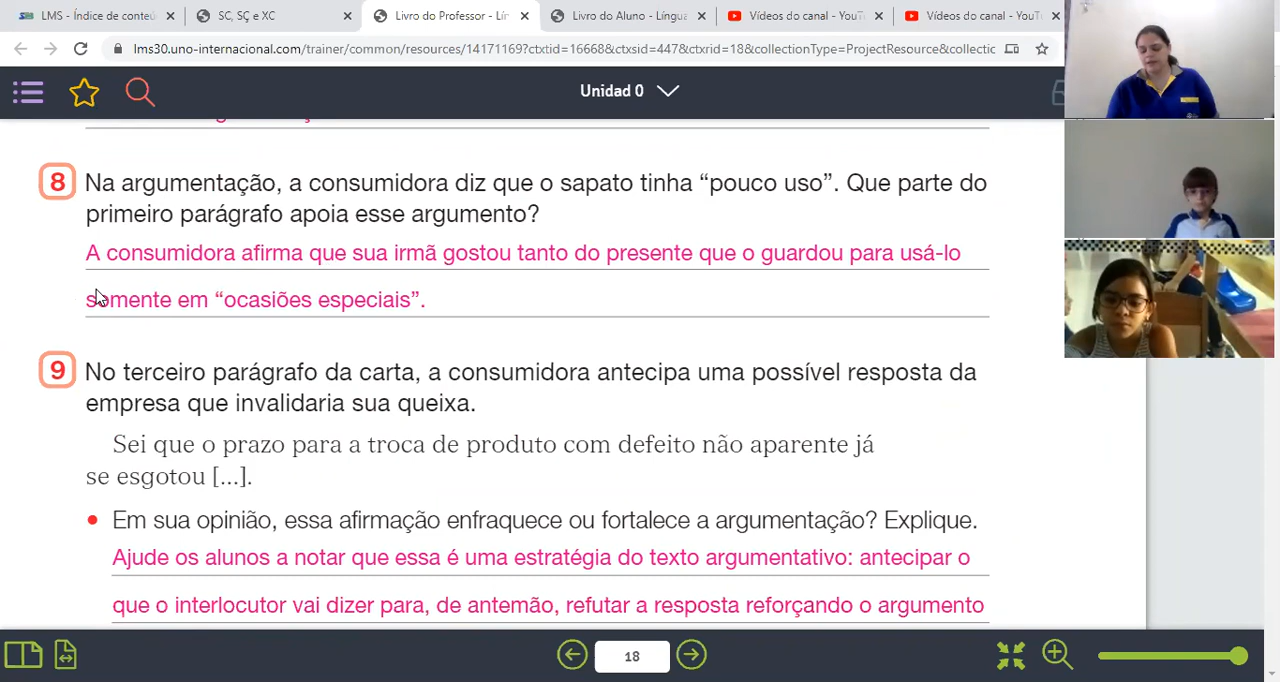 LMS - Índice de conteú
SC, SÇ e XC
Livro do Professor - Lín
Livro do Aluno - Língua
Vídeos do canal - YouT
Vídeos do canal - YouT
lms30.uno-internacional.com/trainer/common/resources/14171169?ctxtid=16668&ctxsid=447&ctxrid=18&collectionType=ProjectResource&collectic
Unidad 0
8 Na argumentação, a consumidora diz que o sapato tinha “pouco uso”. Que parte do
primeiro parágrafo apoia esse argumento?
A consumidora afirma que sua irmã gostou tanto do presente que o guardou para usá-lo
somente em “ocasiões especiais”.
9 No terceiro parágrafo da carta, a consumidora antecipa uma possível resposta da
empresa que invalidaria sua queixa.
Sei que o prazo para a troca de produto com defeito não aparente já
se esgotou [...].
• Em sua opinião, essa afirmação enfraquece ou fortalece a argumentação? Explique.
Ajude os alunos a notar que essa é uma estratégia do texto argumentativo: antecipar o
que o interlocutor vai dizer para, de antemão, refutar a resposta reforçando o argumento
18